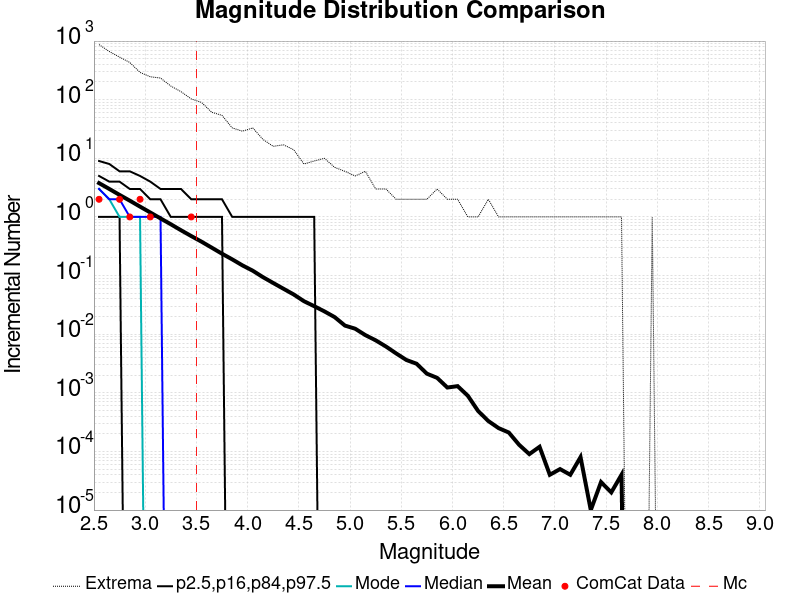 Magnitude Distribution Comparison
10^3
10^2
10^1
10^0
10^-1
10^-2
10^-3
10^-4
10^-5
Incremental Number
2.5 3.0 3.5 4.0 4.5 5.0 5.5 6.0 6.5 7.0 7.5 8.0 8.5 9.0
Magnitude
Extrema p2.5,p16,p84,p97.5 Mode Median Mean ComCat Data Mc